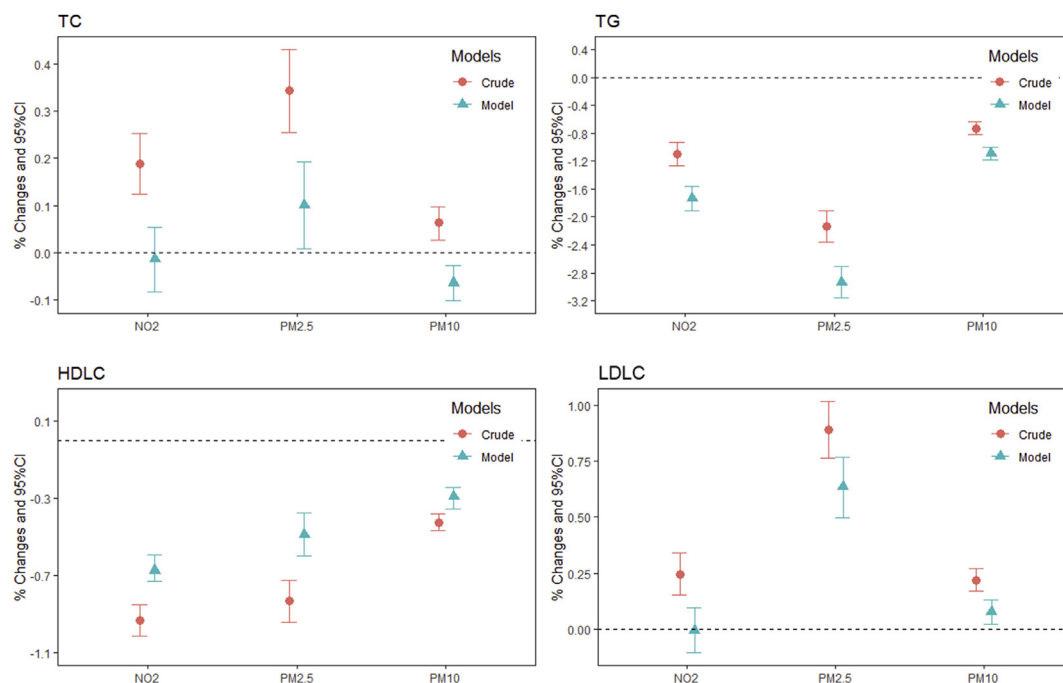 TC
% Changes and 95%CI
0.4
0.3
0.2
0.1
0.0
-0.1
NO2 PM2.5 PM10
Models
Crude
Model
TG
% Changes and 95%CI
0.4
0.0
-0.4
-0.8
-1.2
-1.6
-2.0
-2.4
-2.8
-3.2
NO2 PM2.5 PM10
Models
Crude
Model
HDLC
% Changes and 95%CI
0.1
-0.3
-0.7
-1.1
NO2 PM2.5 PM10
Models
Crude
Model
LDLC
% Changes and 95%CI
1.00
0.75
0.50
0.25
0.00
NO2 PM2.5 PM10
Models
Crude
Model